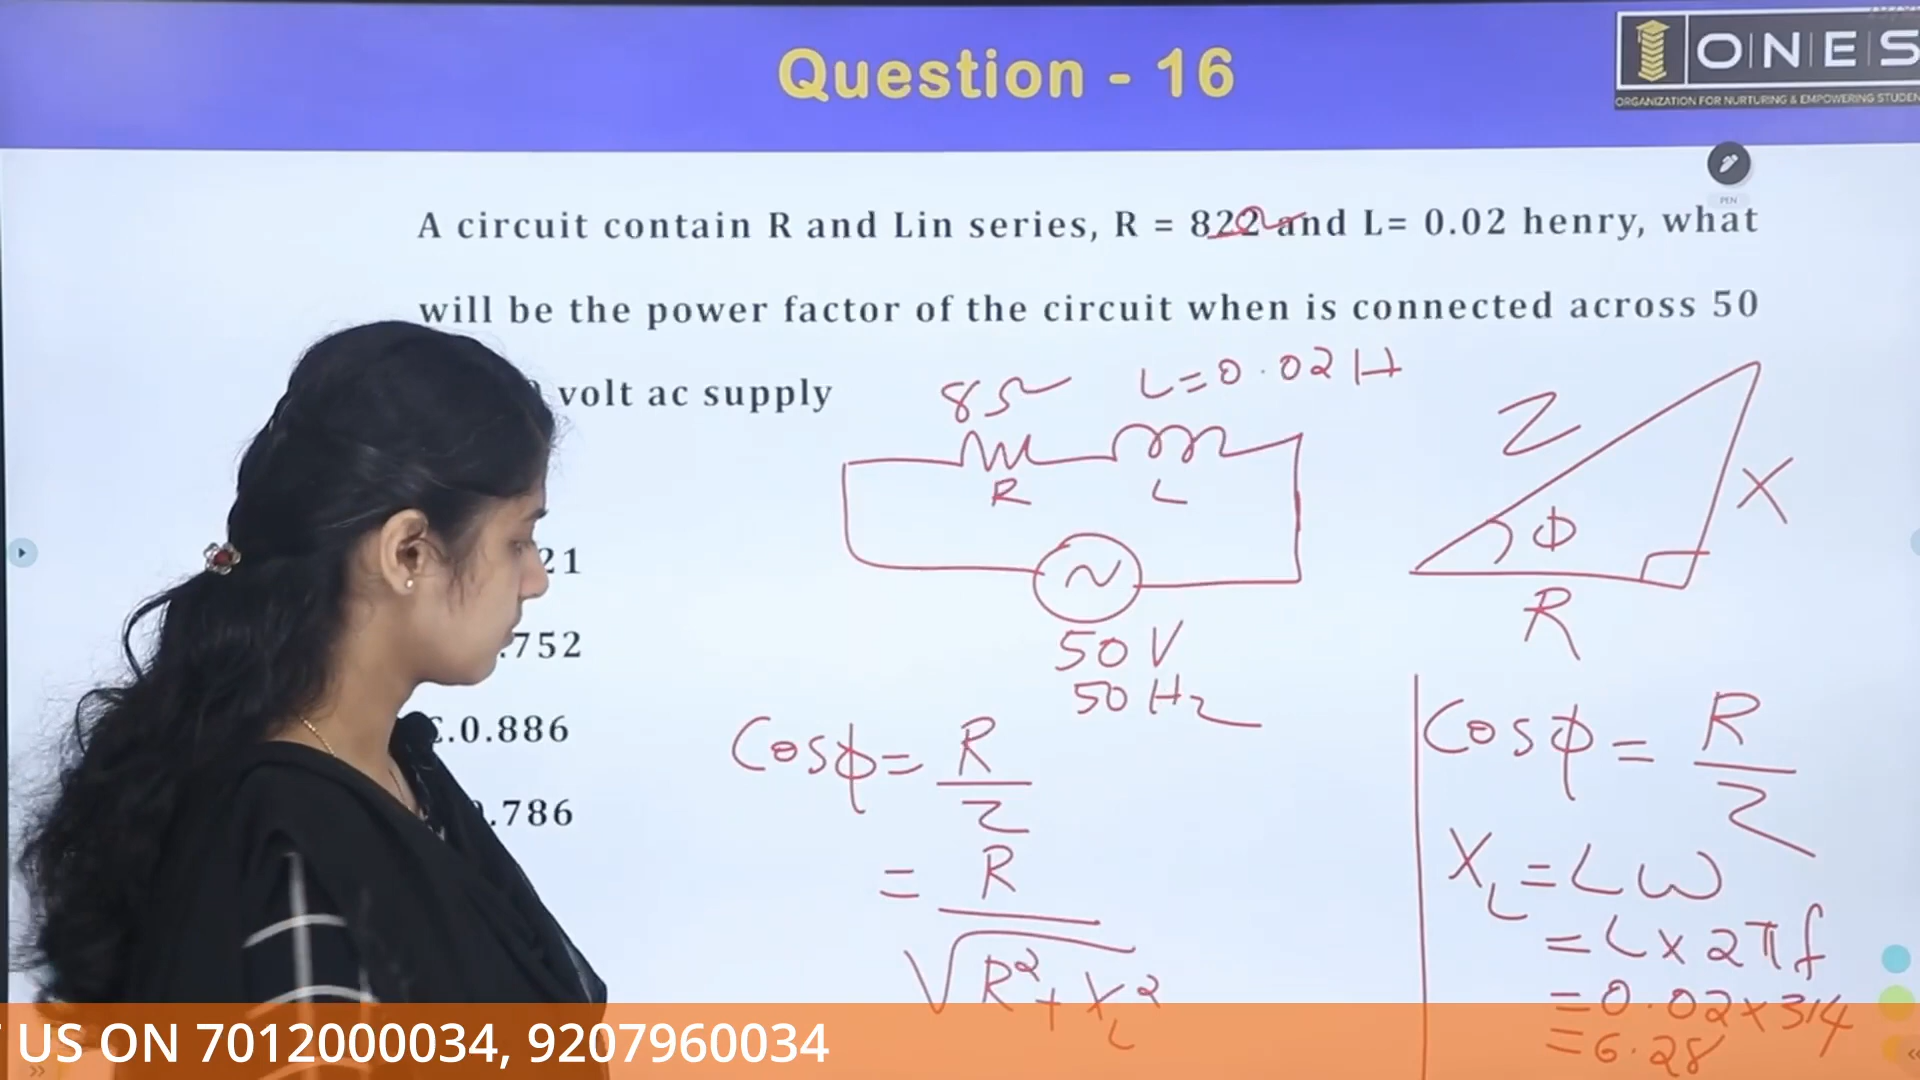 Question - 16
ONES
ORGANIZATION FOR NURTURING & EMPOWERING STUDEN
PEN
A circuit contain R and Lin series, R = 822 and L= 0.02 henry, what
will be the power factor of the circuit when is connected across 50
volt ac supply
8Ω L=0.02H
R L
50V
50Hz
Z
X
Φ
R
21
.752
C.0.886
.786
Cosϕ = R/Z
= R/√R²+X_L²
Cosϕ = R/Z
X_L = Lω
= L×2πf
= 0.02×314
= 6.28
US ON 7012000034, 9207960034